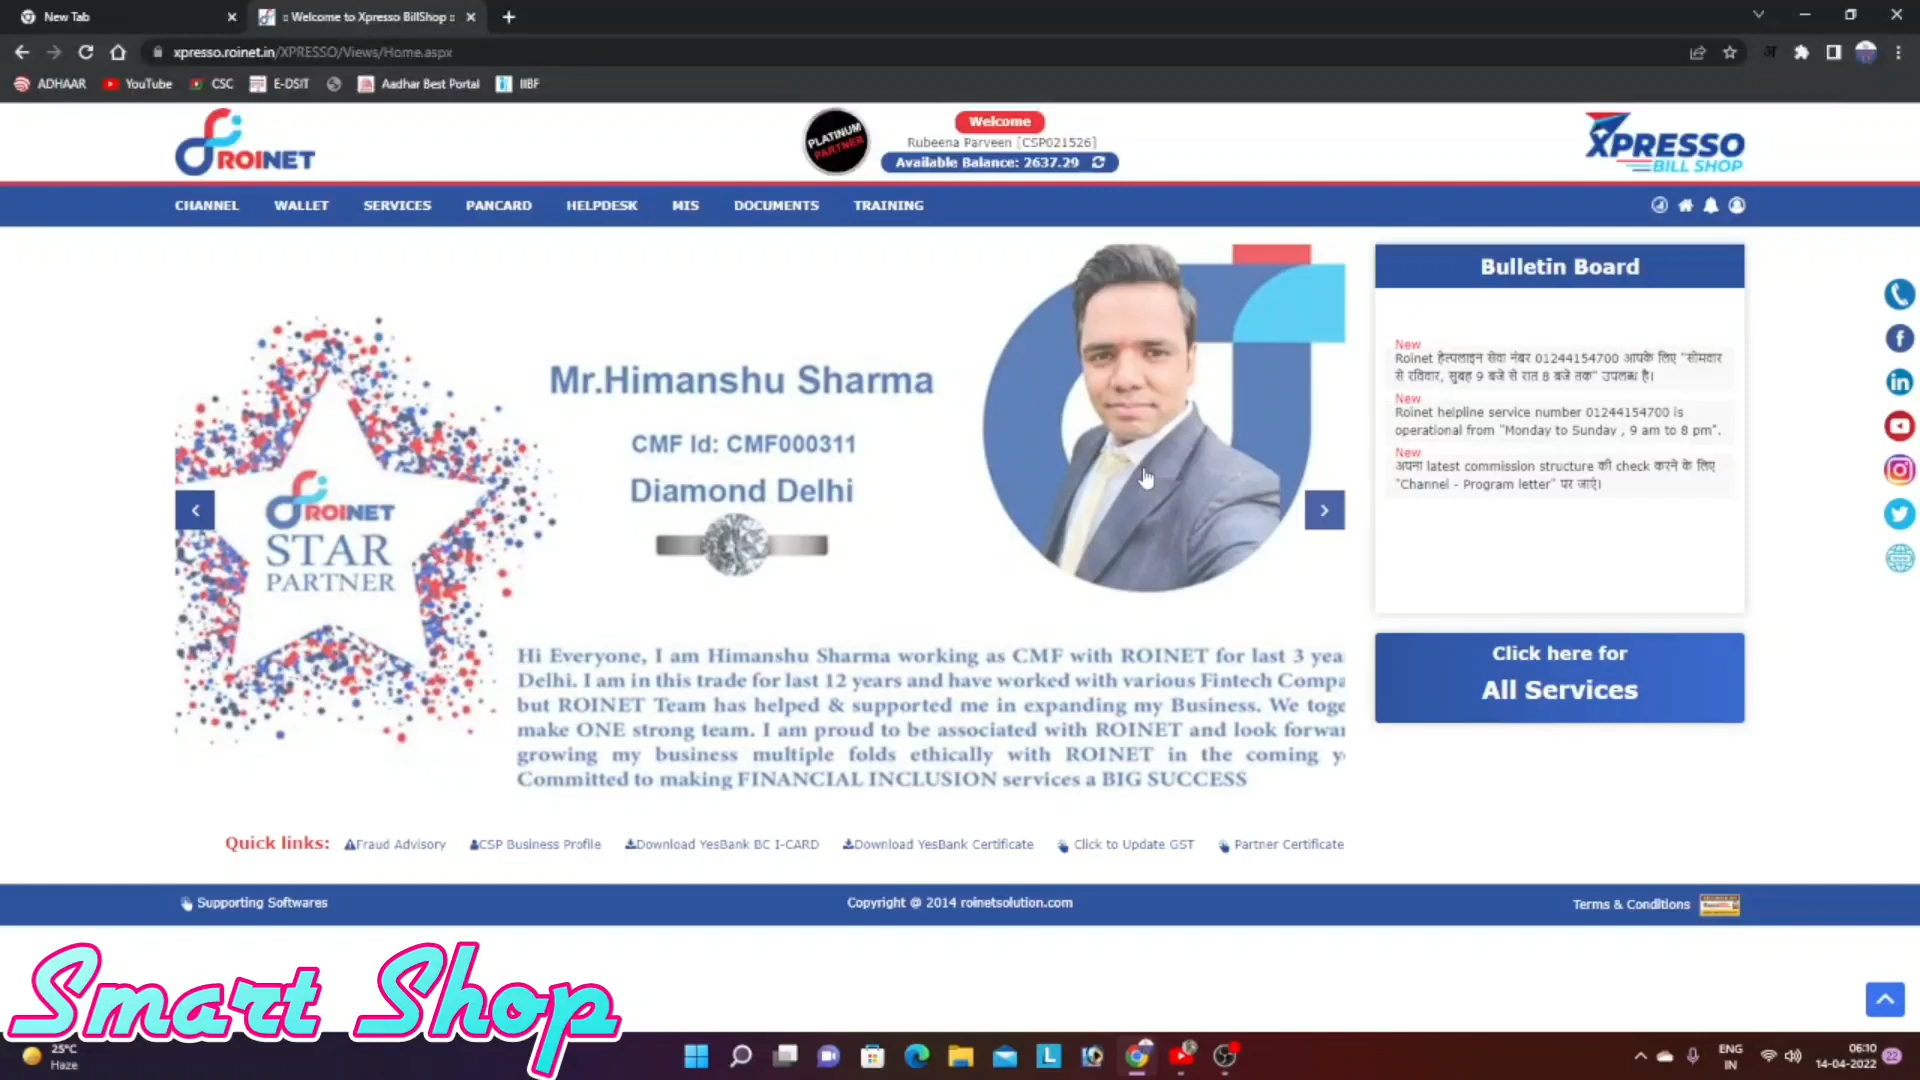 New Tab
:: Welcome to Xpresso BillShop ::
xpresso.roinet.in/XPRESSO/Views/Home.aspx
ADHAAR
YouTube
CSC
E-DSIT
Aadhar Best Portal
IIBF
ROINET
PLATINUM
PARTNER
Welcome
Rubeena Parveen [CSP021526]
Available Balance: 2637.29
XPRESSO
BILL SHOP
CHANNEL
WALLET
SERVICES
PANCARD
HELPDESK
MIS
DOCUMENTS
TRAINING
ROINET
STAR
PARTNER
Mr.Himanshu Sharma
CMF Id: CMF000311
Diamond Delhi
Hi Everyone, I am Himanshu Sharma working as CMF with ROINET for last 3 yea
Delhi. I am in this trade for last 12 years and have worked with various Fintech Compa
but ROINET Team has helped & supported me in expanding my Business. We toge
make ONE strong team. I am proud to be associated with ROINET and look forwar
growing my business multiple folds ethically with ROINET in the coming y
Committed to making FINANCIAL INCLUSION services a BIG SUCCESS
Bulletin Board
New
Roinet हेल्पलाइन सेवा नंबर 01244154700 आपके लिए "सोमवार
से रविवार, सुबह 9 बजे से रात 8 बजे तक" उपलब्ध है।
New
Roinet helpline service number 01244154700 is
operational from "Monday to Sunday , 9 am to 8 pm".
New
अपना latest commission structure की check करने के लिए
"Channel - Program letter" पर जाएं।
Click here for
All Services
Quick links:
Fraud Advisory
CSP Business Profile
Download YesBank BC I-CARD
Download YesBank Certificate
Click to Update GST
Partner Certificate
Supporting Softwares
Copyright @ 2014 roinetsolution.com
Terms & Conditions
Smart Shop
25°C
Haze
ENG
IN
06:10
14-04-2022
22